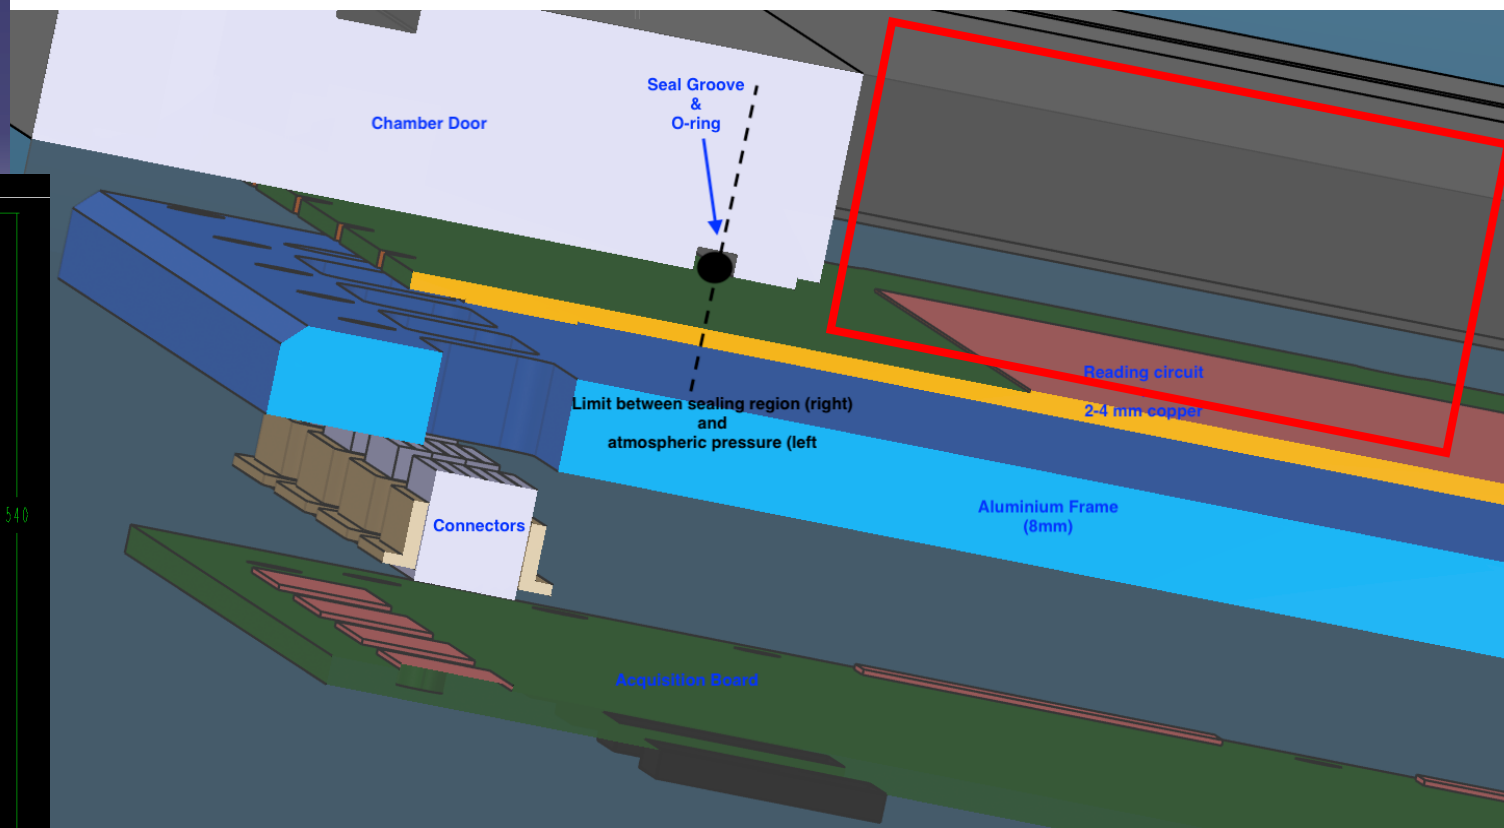 Seal Groove
&
O-ring
Chamber Door
Reading circuit
2-4 mm copper
Limit between sealing region (right)
and
atmospheric pressure (left
Aluminium Frame
(8mm)
540
Connectors
Acquisition Board